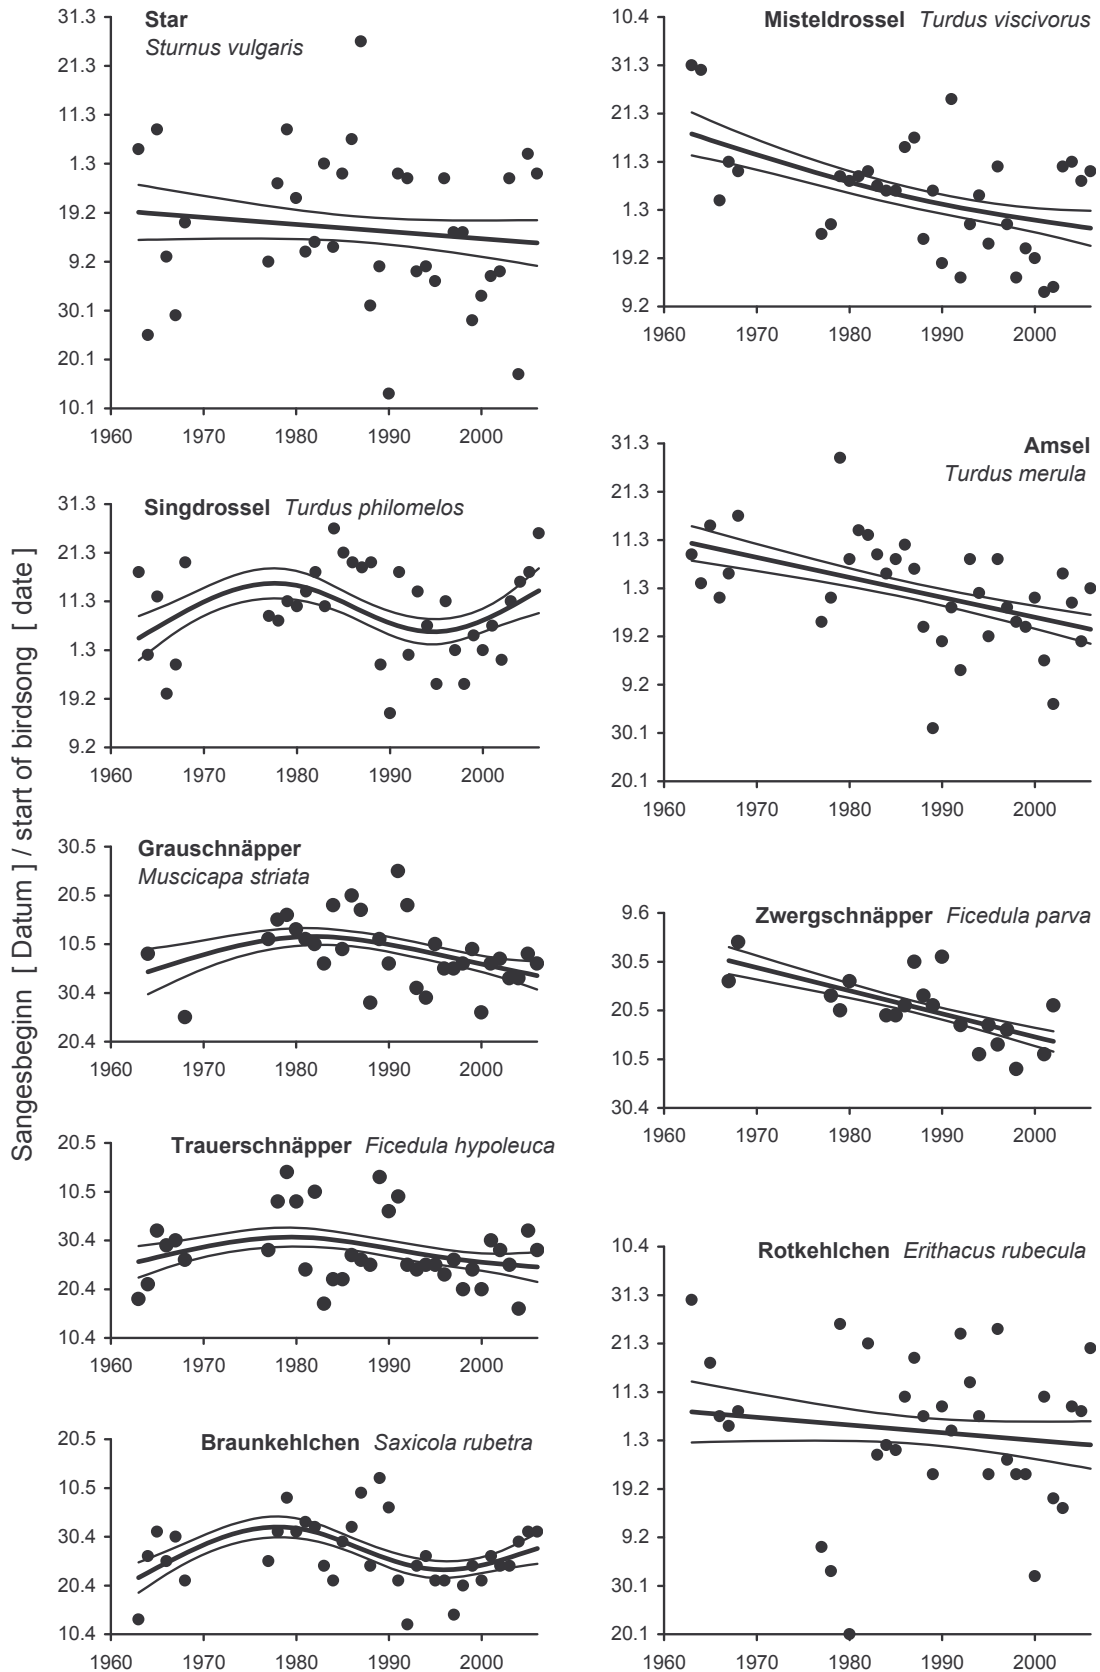 Sangesbeginn [ Datum ] / start of birdsong [ date ]
Star
Sturnus vulgaris
31.3
21.3
11.3
1.3
19.2
9.2
30.1
20.1
10.1
1960 1970 1980 1990 2000
Singdrossel Turdus philomelos
31.3
21.3
11.3
1.3
19.2
9.2
1960 1970 1980 1990 2000
Grauschnäpper
Muscicapa striata
30.5
20.5
10.5
30.4
20.4
1960 1970 1980 1990 2000
Trauerschnäpper Ficedula hypoleuca
20.5
10.5
30.4
20.4
10.4
1960 1970 1980 1990 2000
Braunkehlchen Saxicola rubetra
20.5
10.5
30.4
20.4
10.4
1960 1970 1980 1990 2000
Misteldrossel Turdus viscivorus
10.4
31.3
21.3
11.3
1.3
19.2
9.2
1960 1970 1980 1990 2000
Amsel
Turdus merula
31.3
21.3
11.3
1.3
19.2
9.2
30.1
20.1
1960 1970 1980 1990 2000
Zwergschnäpper Ficedula parva
9.6
30.5
20.5
10.5
30.4
1960 1970 1980 1990 2000
Rotkehlchen Erithacus rubecula
10.4
31.3
21.3
11.3
1.3
19.2
9.2
30.1
20.1
1960 1970 1980 1990 2000